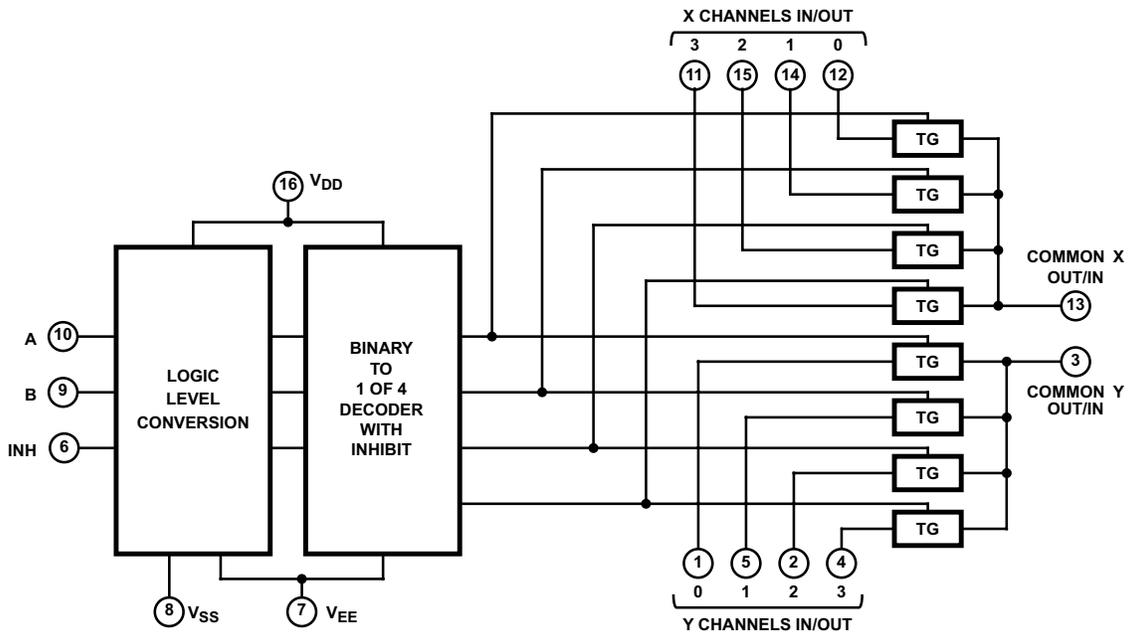 X CHANNELS IN/OUT
3 2 1 0
11 15 14 12
TG
TG
TG
TG
16 VDD
COMMON X
OUT/IN
13
A 10
B 9
INH 6
LOGIC
LEVEL
CONVERSION
BINARY
TO
1 OF 4
DECODER
WITH
INHIBIT
TG
TG
TG
TG
3
COMMON Y
OUT/IN
8 VSS
7 VEE
1 5 2 4
0 1 2 3
Y CHANNELS IN/OUT